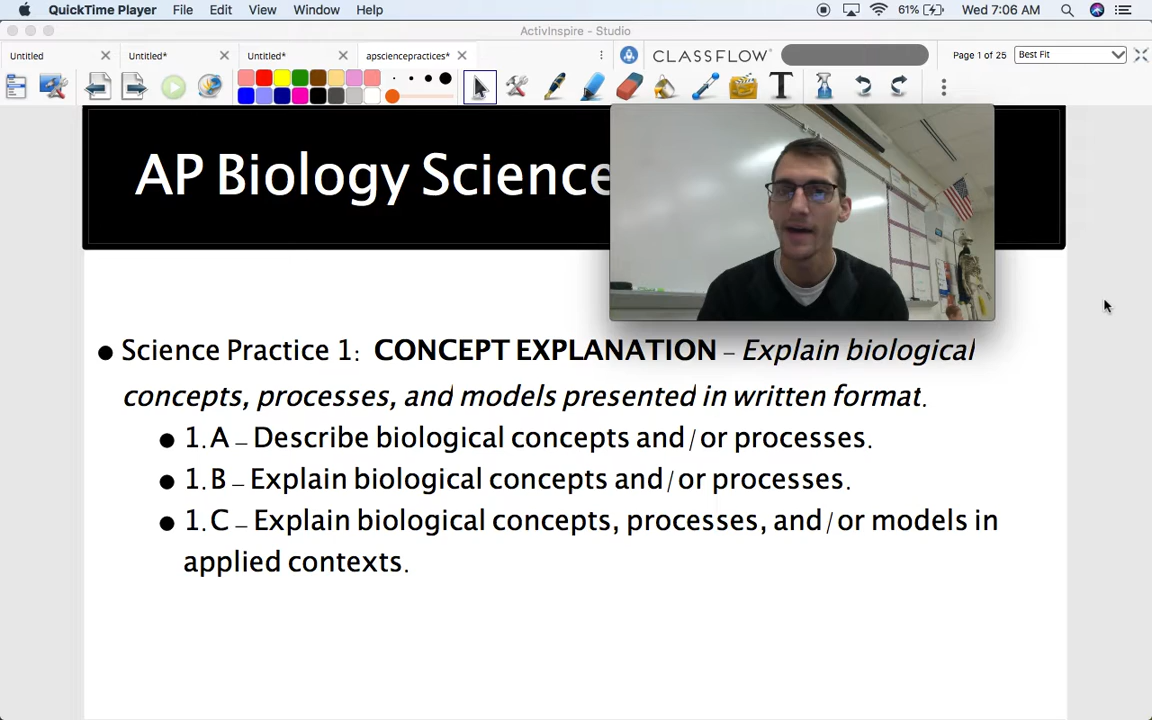 QuickTime Player File Edit View Window Help 61% Wed 7:06 AM
ActivInspire - Studio
Untitled Untitled* Untitled* apsciencepractices* CLASSFLOW® Page 1 of 25 Best Fit
AP Biology Science
Science Practice 1: CONCEPT EXPLANATION – Explain biological
concepts, processes, and models presented in written format.
1.A – Describe biological concepts and/or processes.
1.B – Explain biological concepts and/or processes.
1.C – Explain biological concepts, processes, and/or models in
applied contexts.